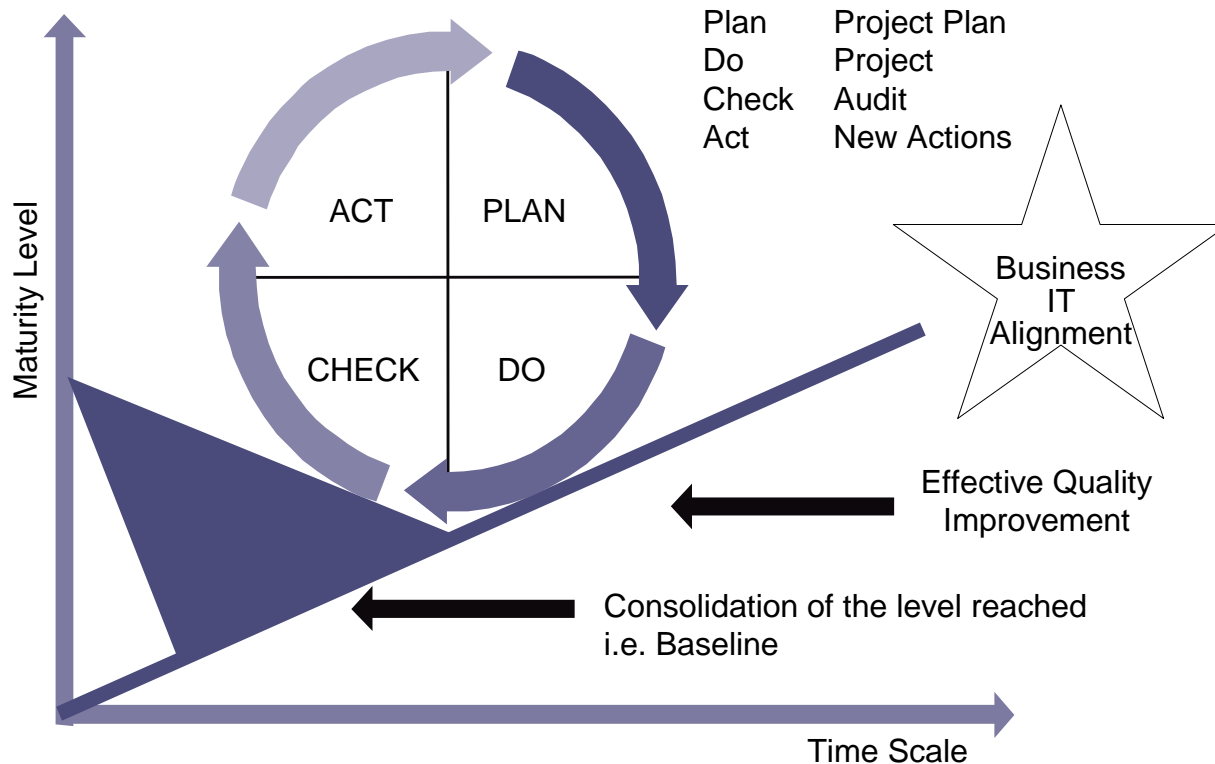 Plan Project Plan
Do Project
Check Audit
Act New Actions
ACT PLAN
Business
IT
Alignment
Maturity Level
CHECK DO
Effective Quality
Improvement
Consolidation of the level reached
i.e. Baseline
Time Scale